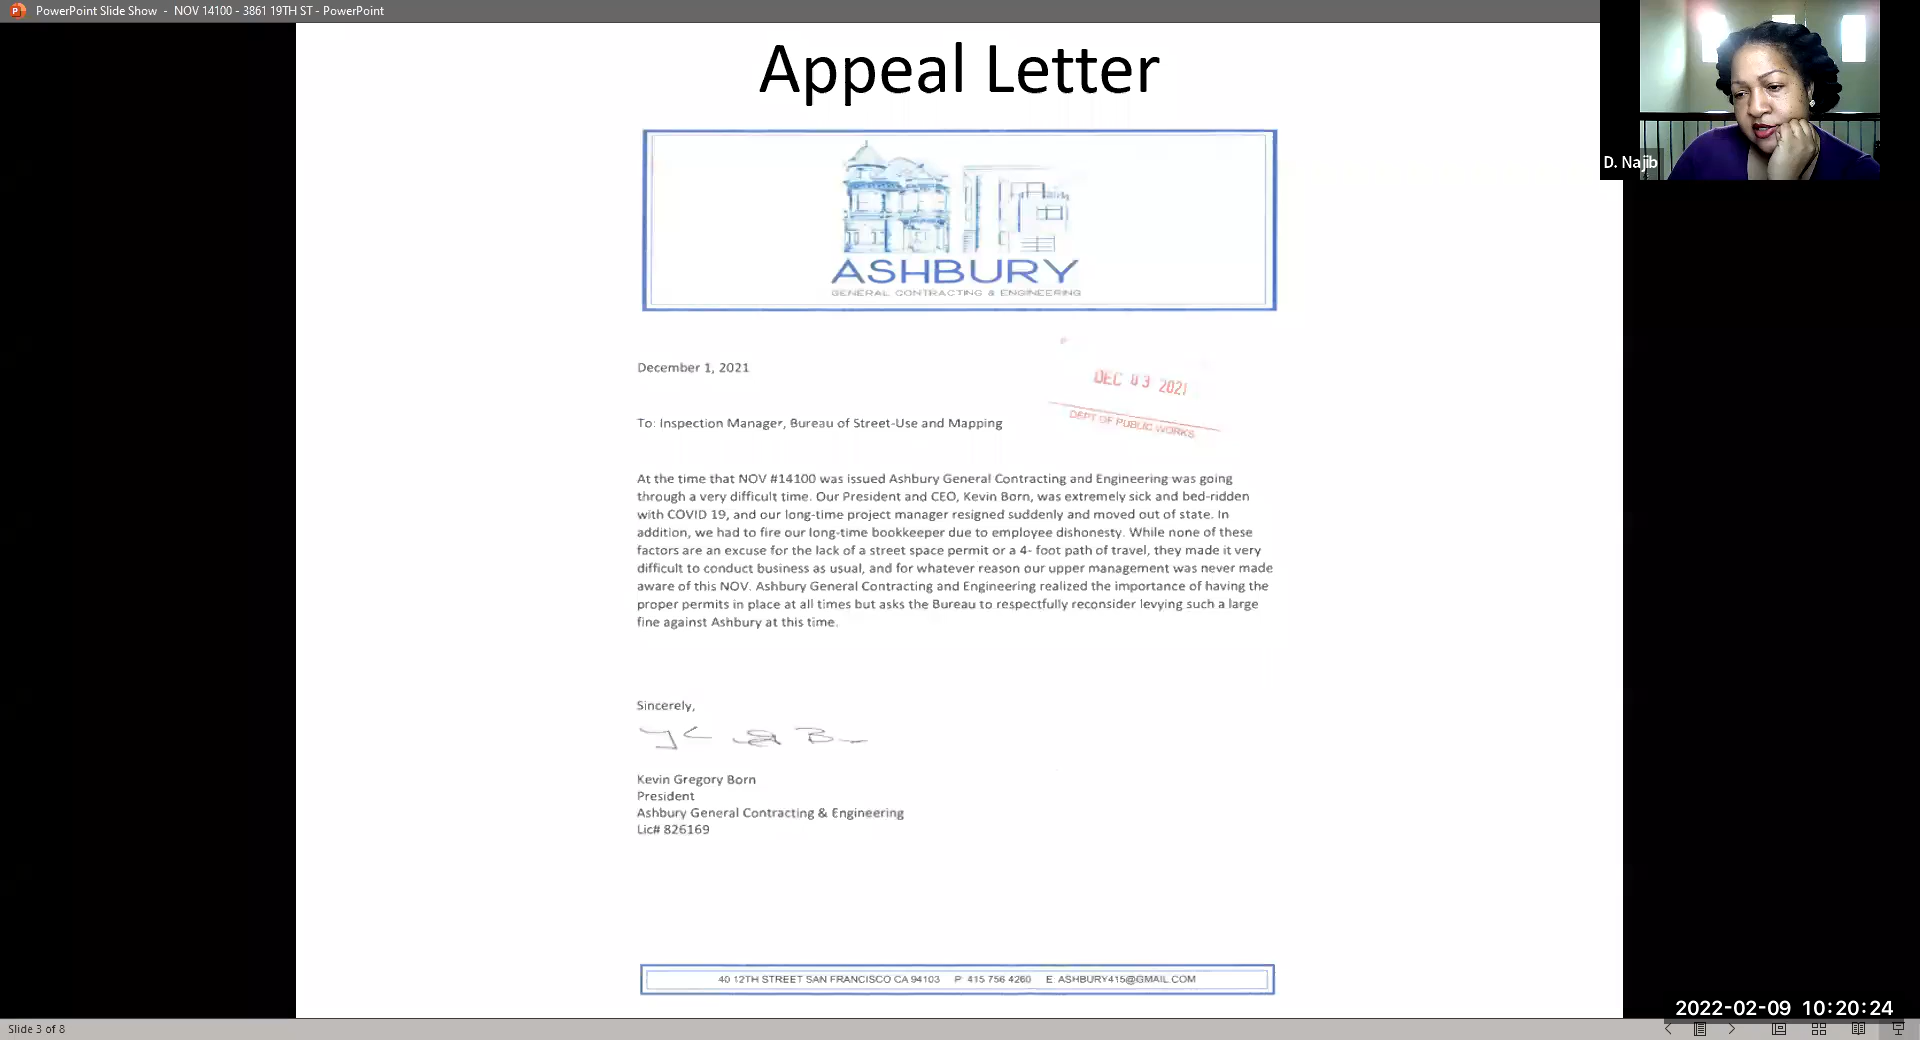 PowerPoint Slide Show - NOV 14100 - 3861 19TH ST - PowerPoint
Appeal Letter
D. Najib
ASHBURY
GENERAL CONTRACTING & ENGINEERING
December 1, 2021
DEC 03 2021
DEPT OF PUBLIC WORKS
To: Inspection Manager, Bureau of Street-Use and Mapping
At the time that NOV #14100 was issued Ashbury General Contracting and Engineering was going
through a very difficult time. Our President and CEO, Kevin Born, was extremely sick and bed-ridden
with COVID 19, and our long-time project manager resigned suddenly and moved out of state. In
addition, we had to fire our long-time bookkeeper due to employee dishonesty. While none of these
factors are an excuse for the lack of a street space permit or a 4- foot path of travel, they made it very
difficult to conduct business as usual, and for whatever reason our upper management was never made
aware of this NOV. Ashbury General Contracting and Engineering realized the importance of having the
proper permits in place at all times but asks the Bureau to respectfully reconsider levying such a large
fine against Ashbury at this time.
Sincerely,
Kevin Gregory Born
President
Ashbury General Contracting & Engineering
Lic# 826169
40 12TH STREET SAN FRANCISCO CA 94103 P: 415 756 4260 E: ASHBURY415@GMAIL.COM
2022-02-09 10:20:24
Slide 3 of 8